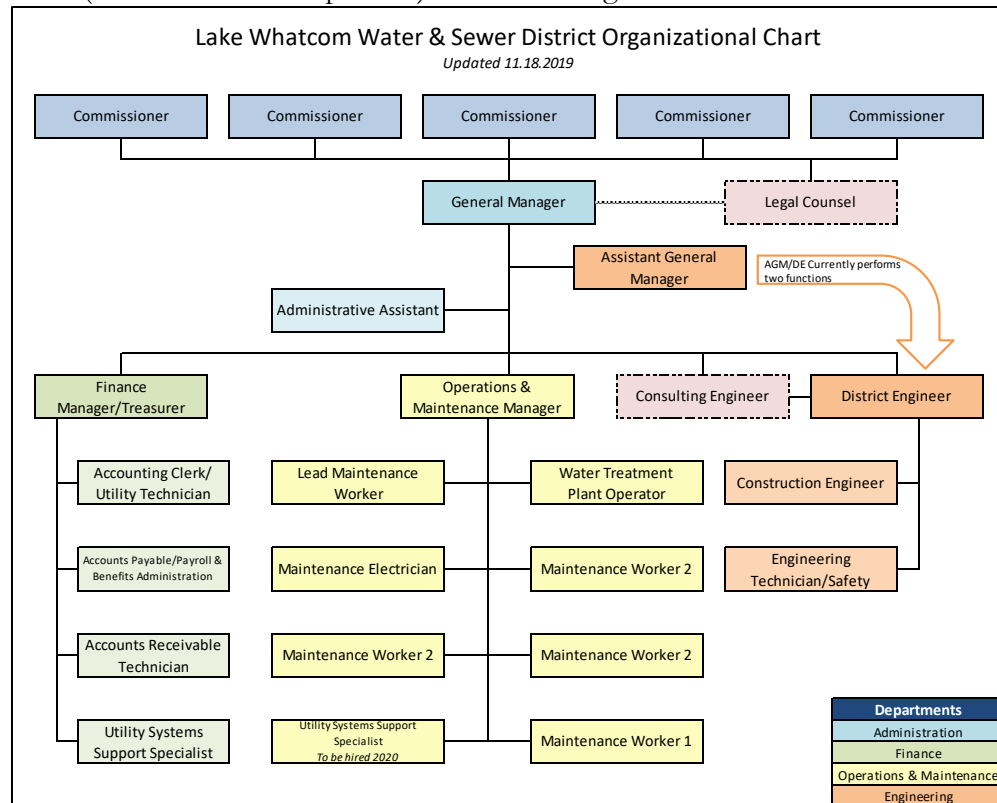 Lake Whatcom Water & Sewer District Organizational Chart
Updated 11.18.2019
Commissioner
Commissioner
Commissioner
Commissioner
Commissioner
General Manager
Legal Counsel
Assistant General
Manager
AGM/DE Currently performs
two functions
Administrative Assistant
Finance
Manager/Treasurer
Operations &
Maintenance Manager
Consulting Engineer
District Engineer
Accounting Clerk/
Utility Technician
Lead Maintenance
Worker
Water Treatment
Plant Operator
Construction Engineer
Accounts Payable/Payroll &
Benefits Administration
Maintenance Electrician
Maintenance Worker 2
Engineering
Technician/Safety
Accounts Receivable
Technician
Maintenance Worker 2
Maintenance Worker 2
Utility Systems
Support Specialist
Utility Systems Support
Specialist
To be hired 2020
Maintenance Worker 1
Departments
Administration
Finance
Operations & Maintenance
Engineering